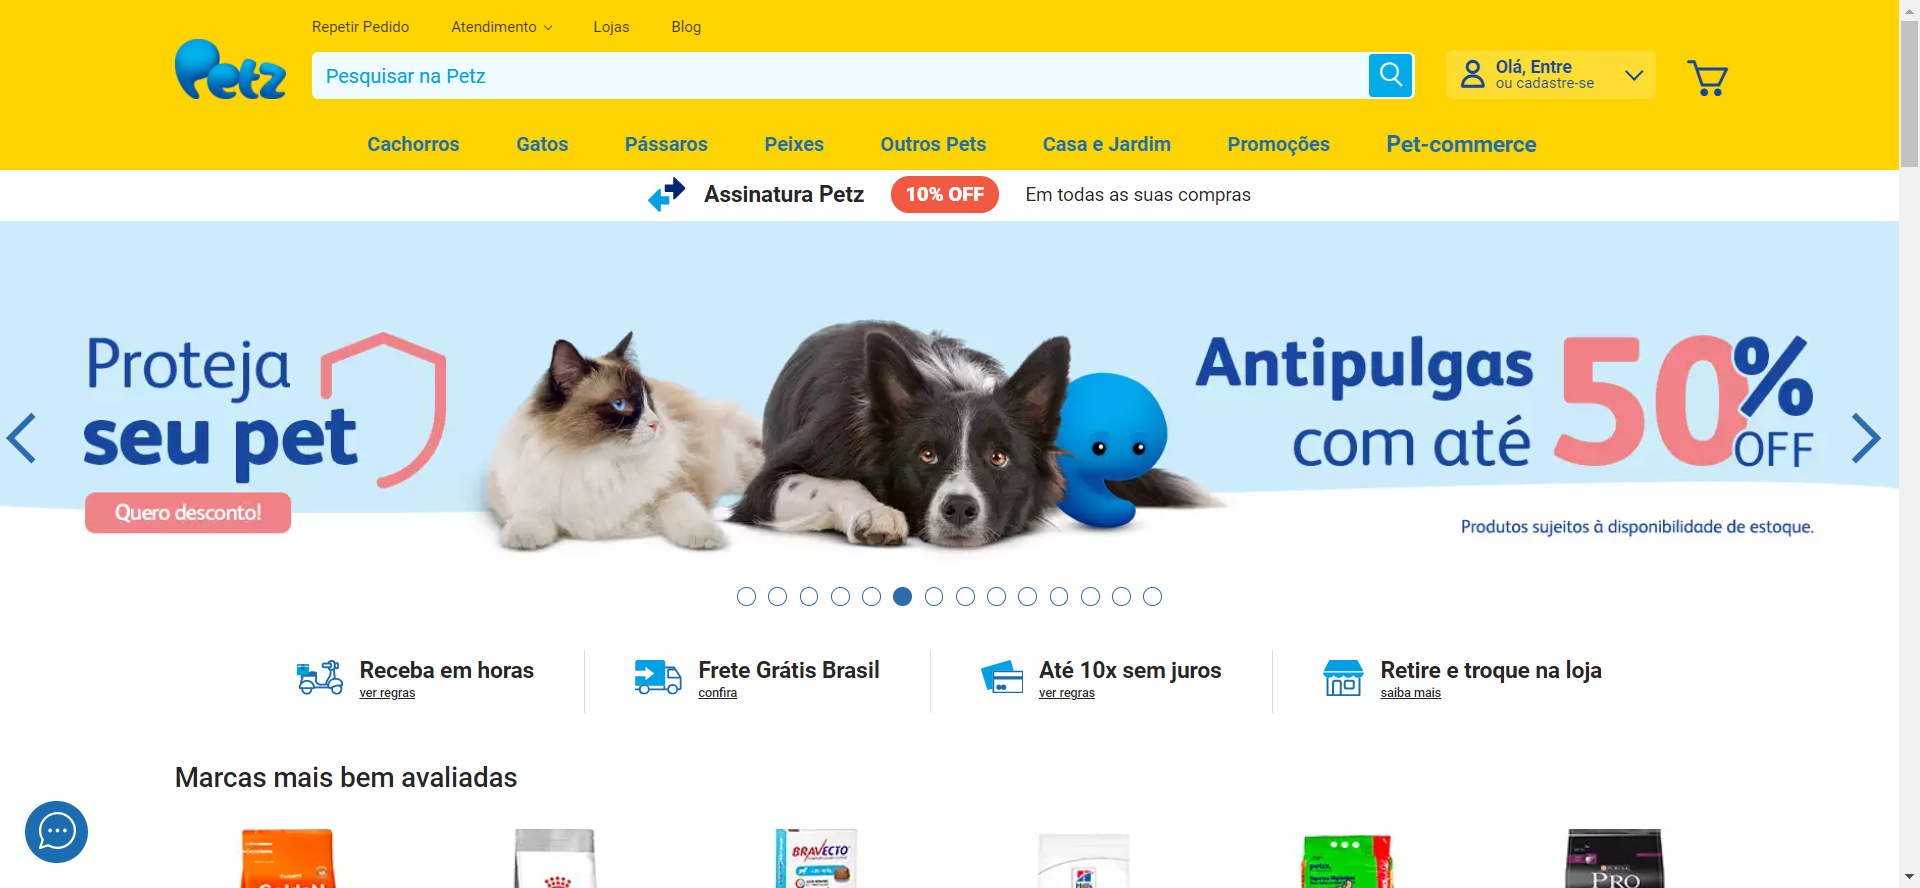 Repetir Pedido
Atendimento
Lojas
Blog
Petz
Pesquisar na Petz
Olá, Entre
ou cadastre-se
Cachorros
Gatos
Pássaros
Peixes
Outros Pets
Casa e Jardim
Promoções
Pet-commerce
Assinatura Petz
10% OFF
Em todas as suas compras
Proteja
seu pet
Quero desconto!
Antipulgas
com até
50%
OFF
Produtos sujeitos à disponibilidade de estoque.
Receba em horas
ver regras
Frete Grátis Brasil
confira
Até 10x sem juros
ver regras
Retire e troque na loja
saiba mais
Marcas mais bem avaliadas
GOLDEN
BRAVECTO
Hill's
petix
PURINA
PRO